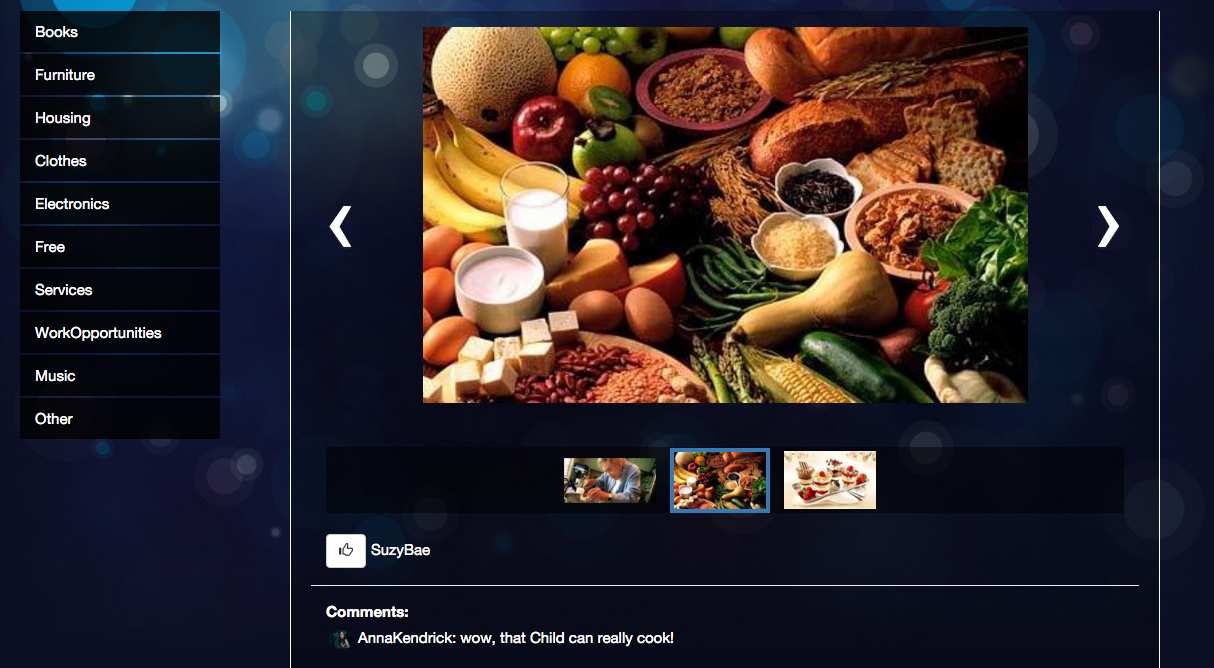 Books
Furniture
Housing
Clothes
Electronics
Free
Services
WorkOpportunities
Music
Other
SuzyBae
Comments:
AnnaKendrick: wow, that Child can really cook!